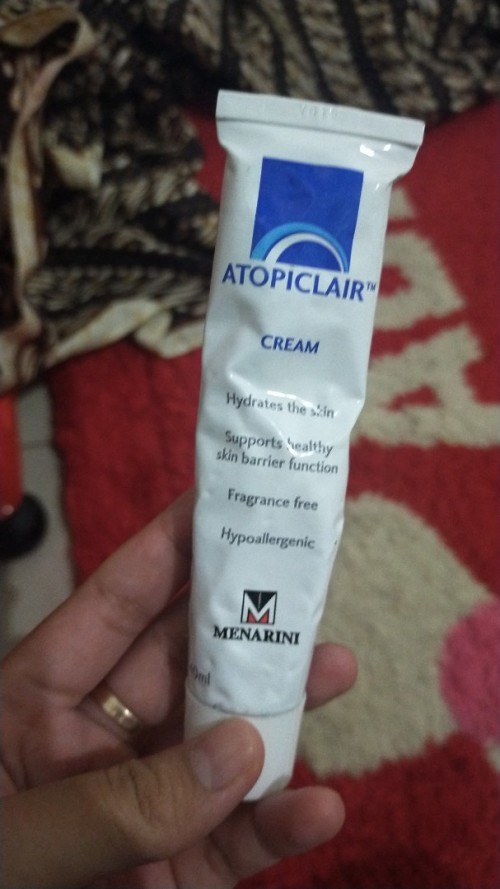 ATOPICLAIR™
CREAM
Hydrates the skin
Supports healthy
skin barrier function
Fragrance free
Hypoallergenic
MENARINI